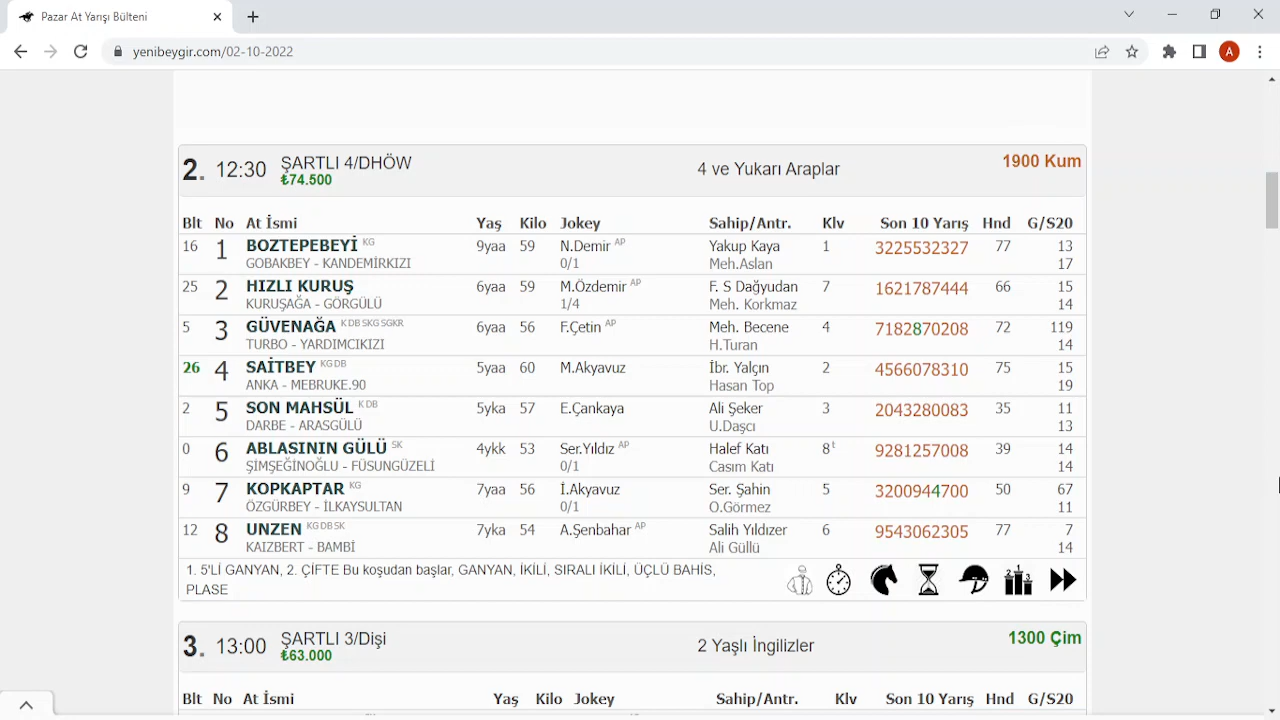 Pazar At Yarışı Bülteni
yenibeygir.com/02-10-2022
A
2. 12:30 ŞARTLI 4/DHÖW 4 ve Yukarı Araplar 1900 Kum
₺74.500
Blt No At İsmi Yaş Kilo Jokey Sahip/Antr. Klv Son 10 Yarış Hnd G/S20
16 1 BOZTEPEBEYİ KG 9yaa 59 N.Demir AP Yakup Kaya 1 3225532327 77 13
GOBAKBEY - KANDEMİRKIZI 0/1 Meh.Aslan 17
25 2 HIZLI KURUŞ 6yaa 59 M.Özdemir AP F. S Dağyudan 7 1621787444 66 15
KURUŞAĞA - GÖRGÜLÜ 1/4 Meh. Korkmaz 14
5 3 GÜVENAĞA K DB SKG SGKR 6yaa 56 F.Çetin AP Meh. Becene 4 7182870208 72 119
TURBO - YARDIMCIKIZI H.Turan 14
26 4 SAİTBEY KG DB 5yaa 60 M.Akyavuz İbr. Yalçın 2 4566078310 75 15
ANKA - MEBRUKE.90 Hasan Top 19
2 5 SON MAHSÜL K DB 5yka 57 E.Çankaya Ali Şeker 3 2043280083 35 11
DARBE - ARASGÜLÜ U.Daşcı 13
0 6 ABLASININ GÜLÜ SK 4ykk 53 Ser.Yıldız AP Halef Katı 8 t 9281257008 39 14
ŞİMŞEĞİNOĞLU - FÜSUNGÜZELİ 0/1 Casım Katı 14
9 7 KOPKAPTAR KG 7yaa 56 İ.Akyavuz Ser. Şahin 5 3200944700 50 67
ÖZGÜRBEY - İLKAYSULTAN 0/1 O.Görmez 11
12 8 UNZEN KG DB SK 7yka 54 A.Şenbahar AP Salih Yıldızer 6 9543062305 77 7
KAIZBERT - BAMBİ Ali Güllü 14
1. 5'Lİ GANYAN, 2. ÇİFTE Bu koşudan başlar, GANYAN, İKİLİ, SIRALI İKİLİ, ÜÇLÜ BAHİS,
PLASE
3. 13:00 ŞARTLI 3/Dişi 2 Yaşlı İngilizler 1300 Çim
₺63.000
Blt No At İsmi Yaş Kilo Jokey Sahip/Antr. Klv Son 10 Yarış Hnd G/S20